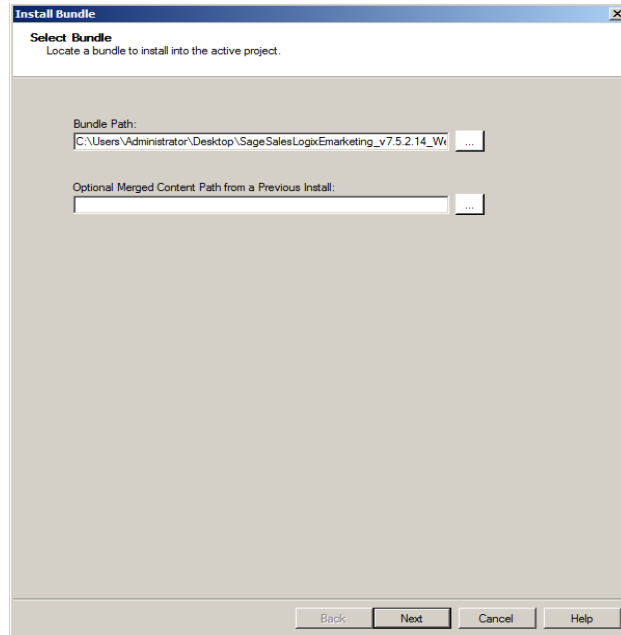 Install Bundle
Select Bundle
Locate a bundle to install into the active project.
Bundle Path:
C:\Users\Administrator\Desktop\SageSalesLogixEmarketing_v7.5.2.14_We
...
Optional Merged Content Path from a Previous Install:
...
Back Next Cancel Help